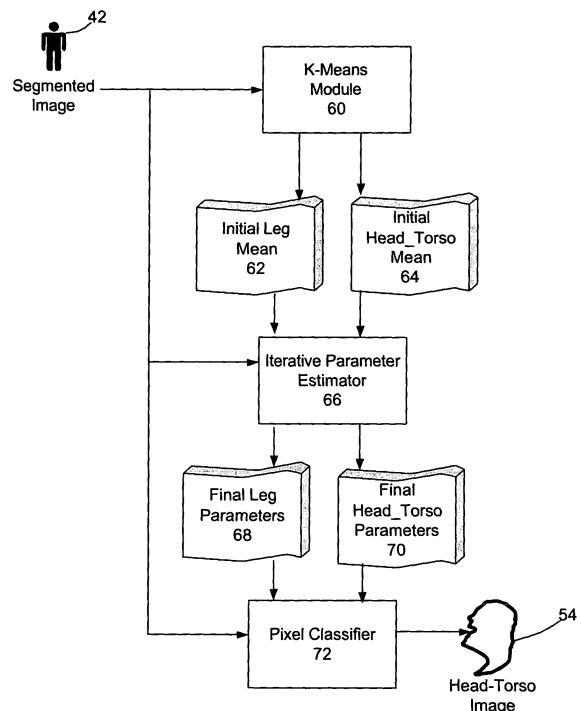 42
Segmented
Image
K-Means
Module
60
Initial Leg
Mean
62
Initial
Head_Torso
Mean
64
Iterative Parameter
Estimator
66
Final Leg
Parameters
68
Final
Head_Torso
Parameters
70
Pixel Classifier
72
54
Head-Torso
Image